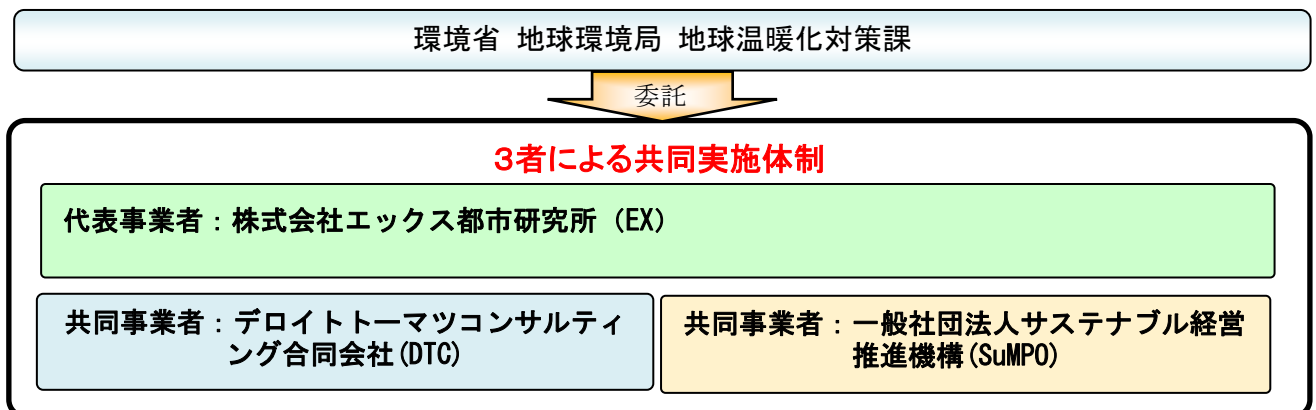 環境省 地球環境局 地球温暖化対策課
委託
３者による共同実施体制
代表事業者：株式会社エックス都市研究所（EX）
共同事業者：デロイトトーマツコンサルティ
ング合同会社(DTC)
共同事業者：一般社団法人サステナブル経営
推進機構(SuMPO)